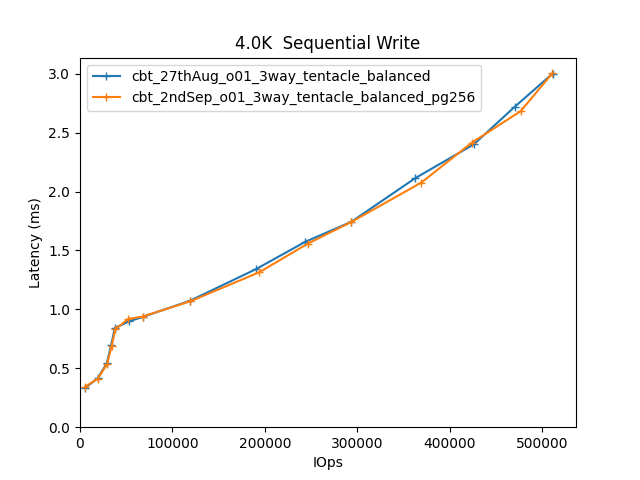 4.0K  Sequential Write
cbt_27thAug_o01_3way_tentacle_balanced
cbt_2ndSep_o01_3way_tentacle_balanced_pg256
Latency (ms)
3.0
2.5
2.0
1.5
1.0
0.5
0.0
0 100000 200000 300000 400000 500000
IOps